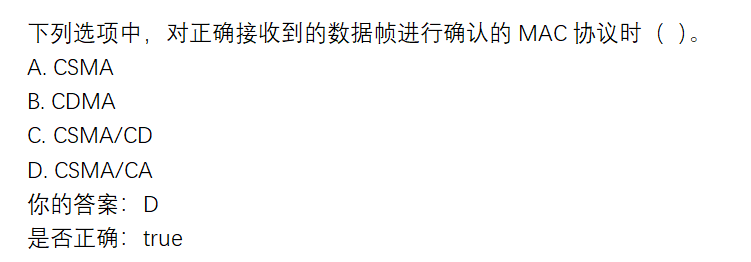 下列选项中，对正确接收到的数据帧进行确认的 MAC 协议时（ ）。
A. CSMA
B. CDMA
C. CSMA/CD
D. CSMA/CA
你的答案：D
是否正确：true